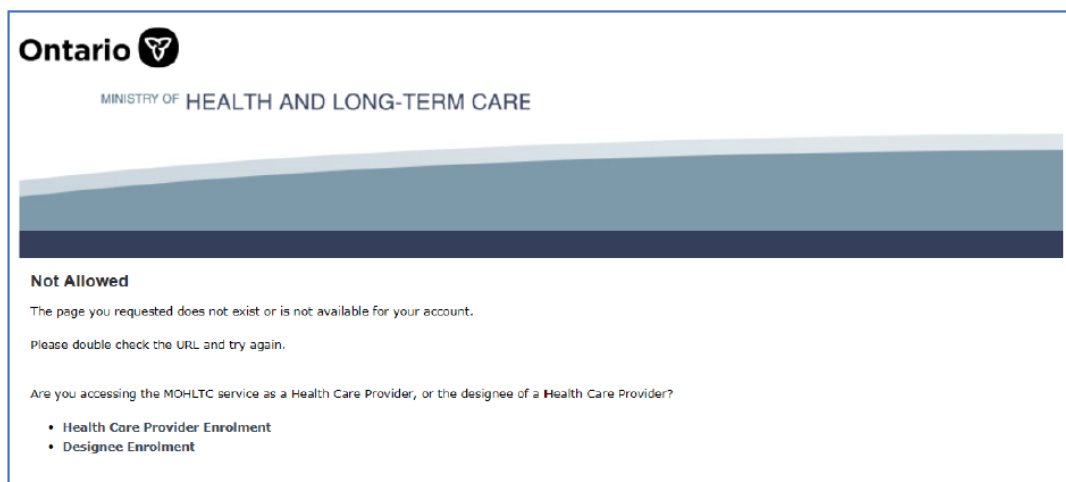 Ontario
MINISTRY OF HEALTH AND LONG-TERM CARE
Not Allowed
The page you requested does not exist or is not available for your account.
Please double check the URL and try again.
Are you accessing the MOHLTC service as a Health Care Provider, or the designee of a Health Care Provider?
• Health Care Provider Enrolment
• Designee Enrolment